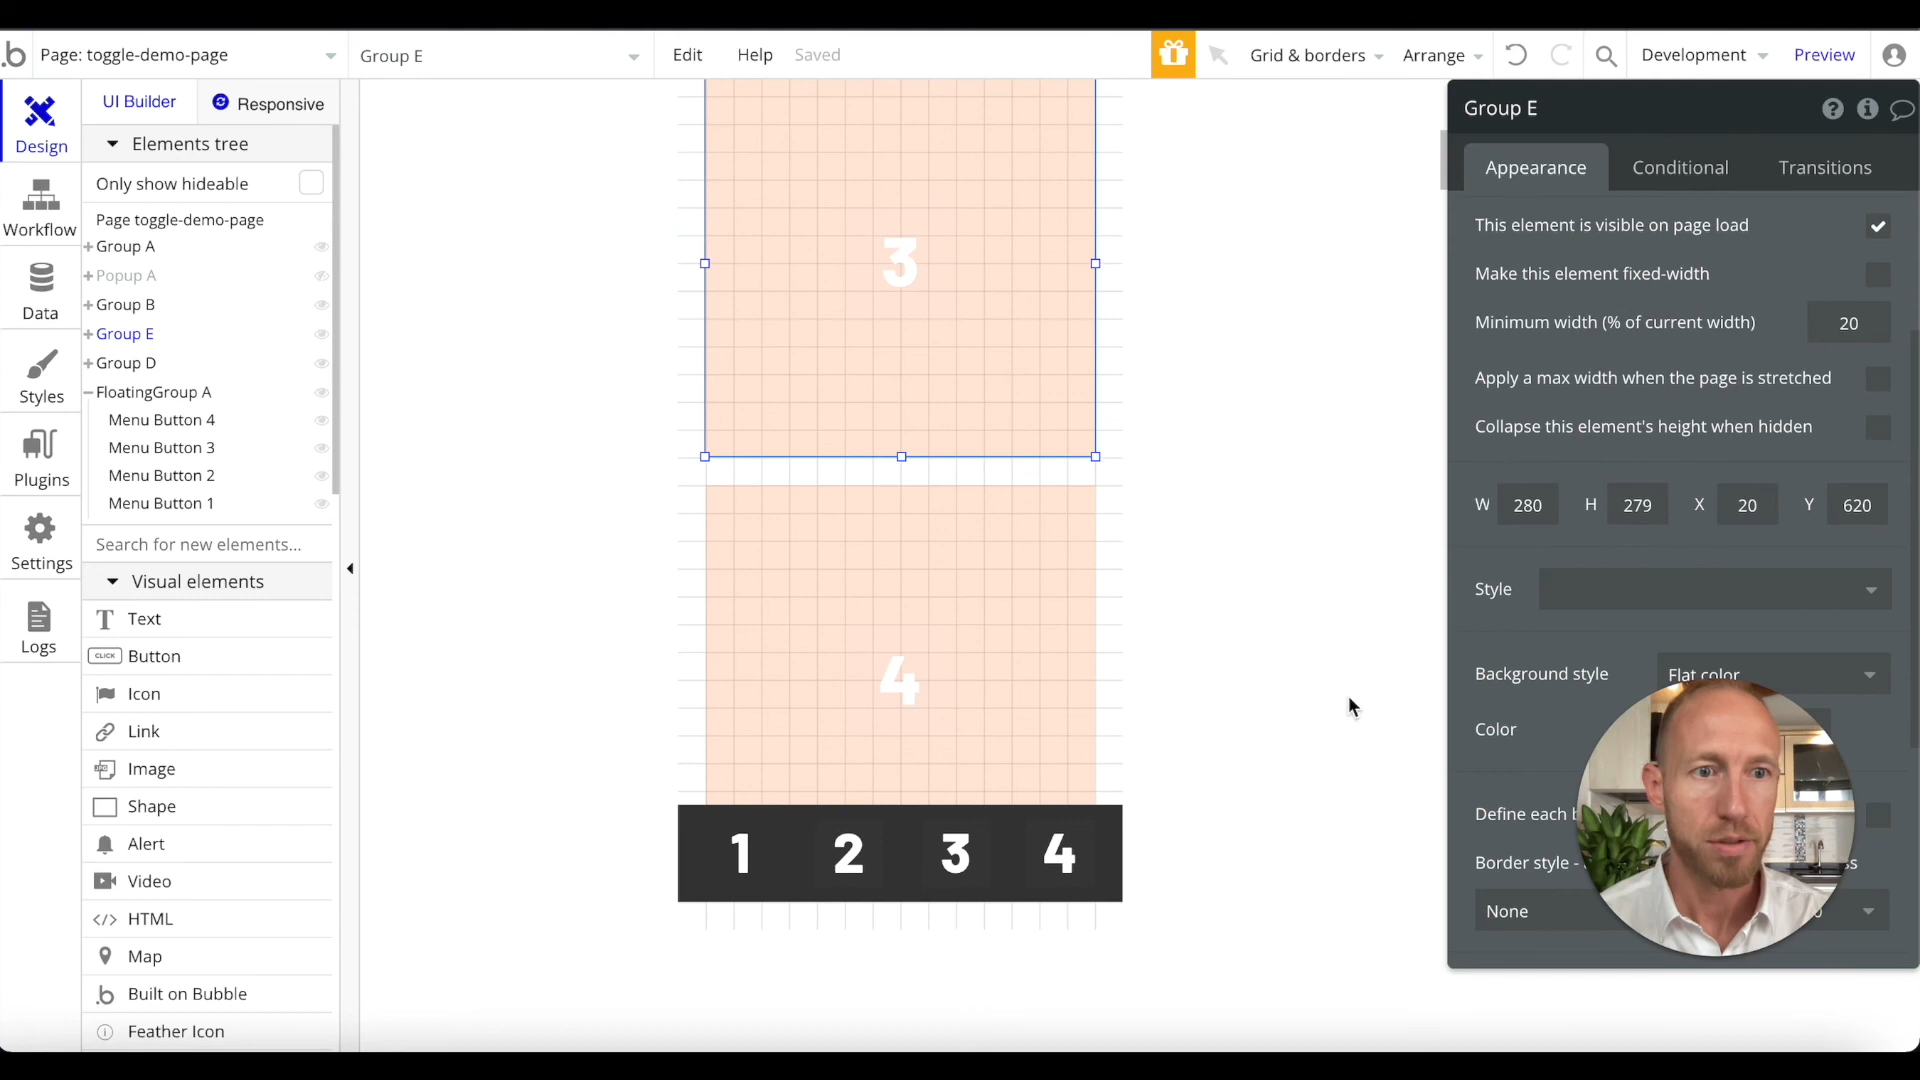 Page: toggle-demo-page
Group E
Edit
Help
Saved
Grid & borders
Arrange
Development
Preview
Design
Workflow
Data
Styles
Plugins
Settings
Logs
UI Builder
Responsive
Elements tree
Only show hideable
Page toggle-demo-page
Group A
Popup A
Group B
Group E
Group D
FloatingGroup A
Menu Button 4
Menu Button 3
Menu Button 2
Menu Button 1
Search for new elements...
Visual elements
Text
CLICK Button
Icon
Link
Image
Shape
Alert
Video
</> HTML
Map
Built on Bubble
Feather Icon
3
4
1 2 3 4
Group E
Appearance
Conditional
Transitions
This element is visible on page load
Make this element fixed-width
Minimum width (% of current width) 20
Apply a max width when the page is stretched
Collapse this element's height when hidden
W 280 H 279 X 20 Y 620
Style
Background style Flat color
Color
Define each
Border style -
None